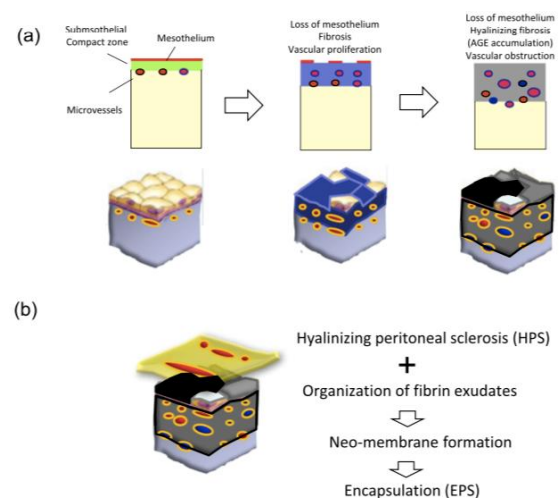 (a)
Submothelial
Compact zone
Mesothelium
Microvessels
Loss of mesothelium
Fibrosis
Vascular proliferation
Loss of mesothelium
Hyalinizing fibrosis
(AGE accumulation)
Vascular obstruction
(b)
Hyalinizing peritoneal sclerosis (HPS)
+
Organization of fibrin exudates
Neo-membrane formation
Encapsulation (EPS)